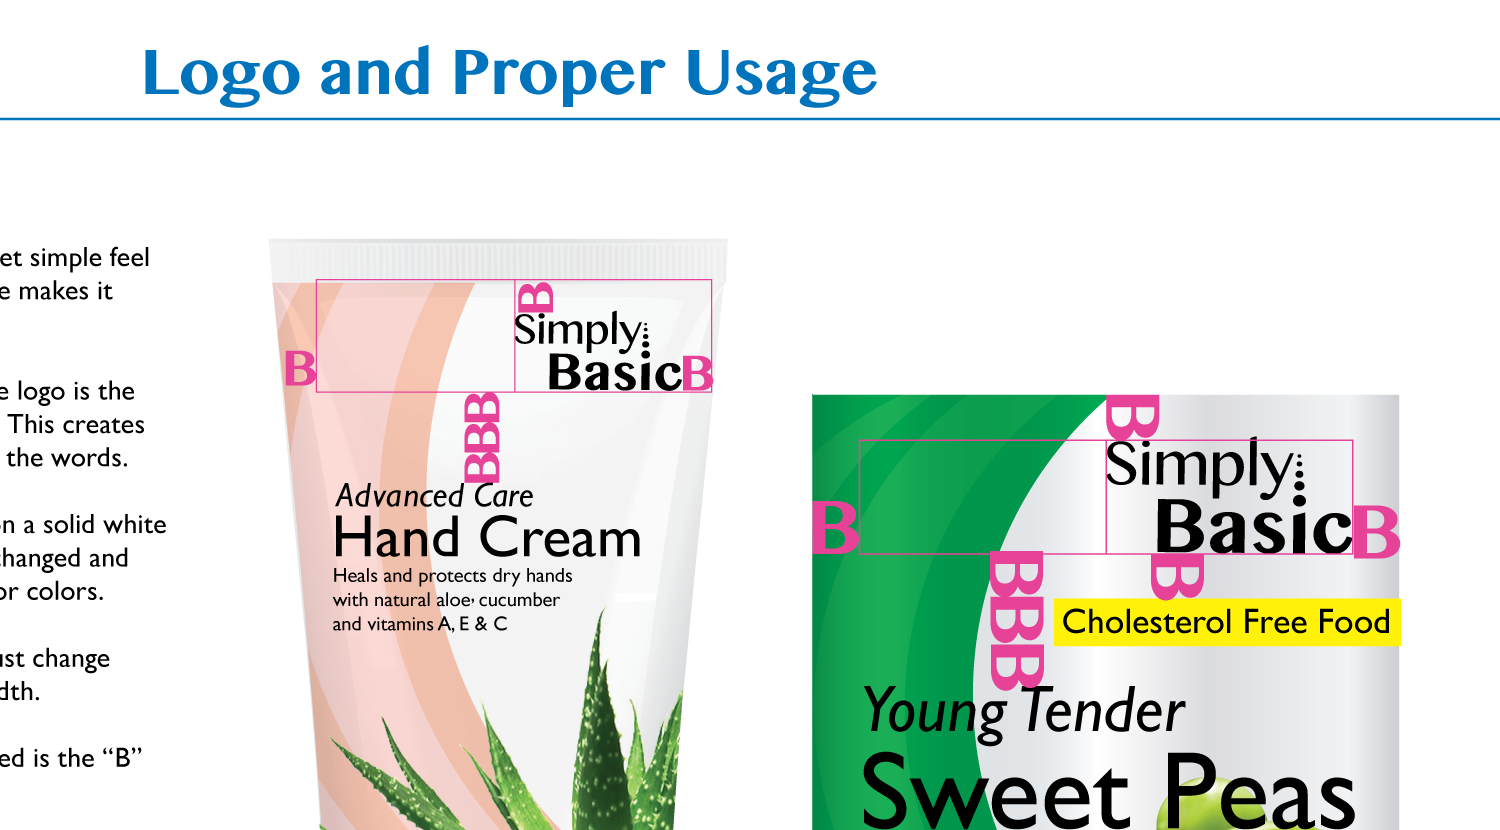 Logo and Proper Usage
et simple feel
e makes it
e logo is the
This creates
the words.
on a solid white
changed and
or colors.
ust change
dth.
ed is the “B”
B
Simply
B
Basic
B
BBB
Advanced Care
Hand Cream
Heals and protects dry hands
with natural aloe, cucumber
and vitamins A, E & C
B
Simply
B
Basic
B
BBB
B
Cholesterol Free Food
Young Tender
Sweet Peas